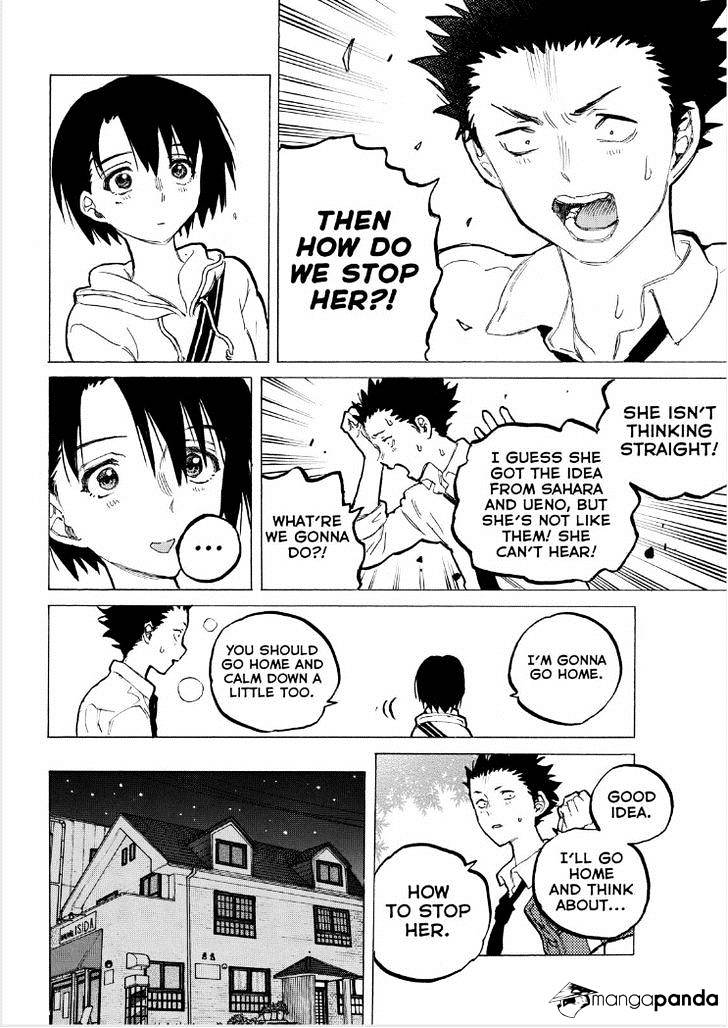 THEN
HOW DO
WE STOP
HER?!
SHE ISN'T
THINKING
STRAIGHT!
I GUESS SHE
GOT THE IDEA
FROM SAHARA
AND UENO, BUT
SHE'S NOT LIKE
THEM! SHE
CAN'T HEAR!
WHAT'RE
WE GONNA
DO?!
...
I'M GONNA
GO HOME.
YOU SHOULD
GO HOME AND
CALM DOWN A
LITTLE TOO.
GOOD
IDEA.
I'LL GO
HOME
AND THINK
ABOUT...
HOW
TO STOP
HER.
ISIDA
mangapanda